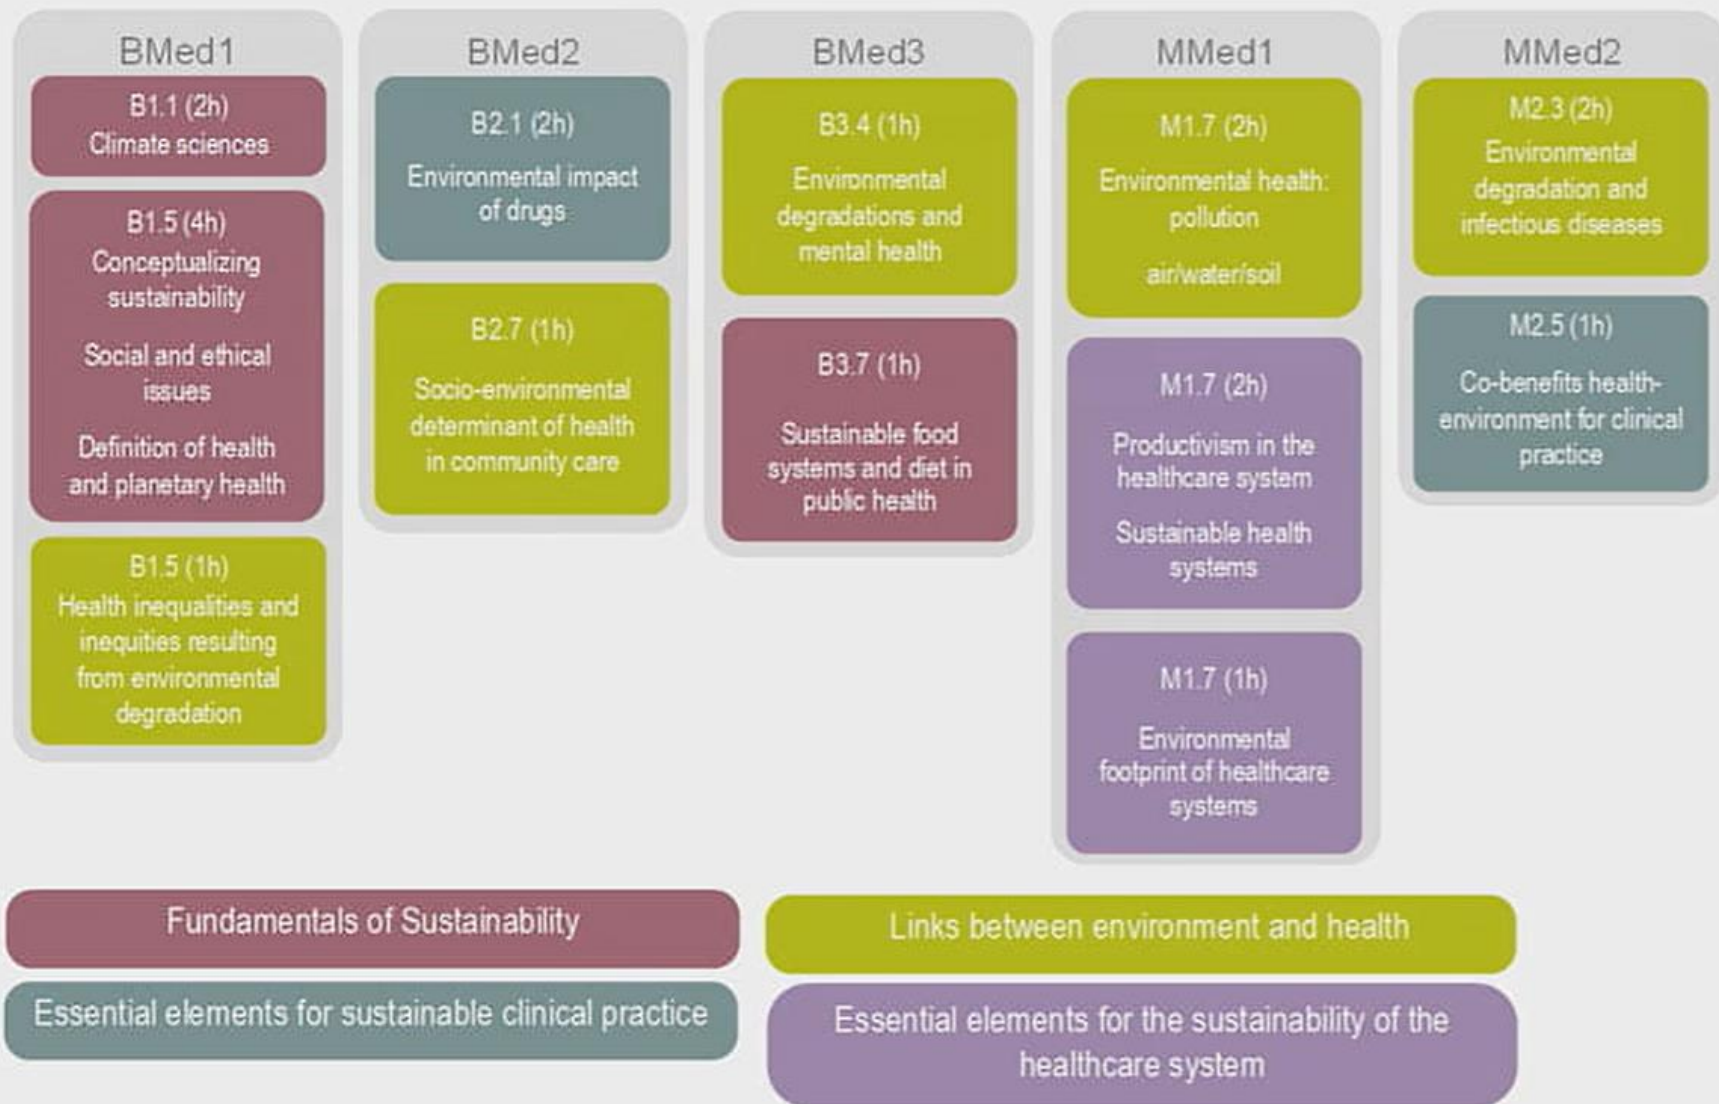 BMed1
B1.1 (2h)
Climate sciences
B1.5 (4h)
Conceptualizing
sustainability
Social and ethical
issues
Definition of health
and planetary health
B1.5 (1h)
Health inequalities and
inequities resulting
from environmental
degradation
BMed2
B2.1 (2h)
Environmental impact
of drugs
B2.7 (1h)
Socio-environmental
determinant of health
in community care
BMed3
B3.4 (1h)
Environmental
degradations and
mental health
B3.7 (1h)
Sustainable food
systems and diet in
public health
MMed1
M1.7 (2h)
Environmental health:
pollution
air/water/soil
M1.7 (2h)
Productivism in the
healthcare system
Sustainable health
systems
M1.7 (1h)
Environmental
footprint of healthcare
systems
MMed2
M2.3 (2h)
Environmental
degradation and
infectious diseases
M2.5 (1h)
Co-benefits health-
environment for clinical
practice
Fundamentals of Sustainability
Links between environment and health
Essential elements for sustainable clinical practice
Essential elements for the sustainability of the
healthcare system